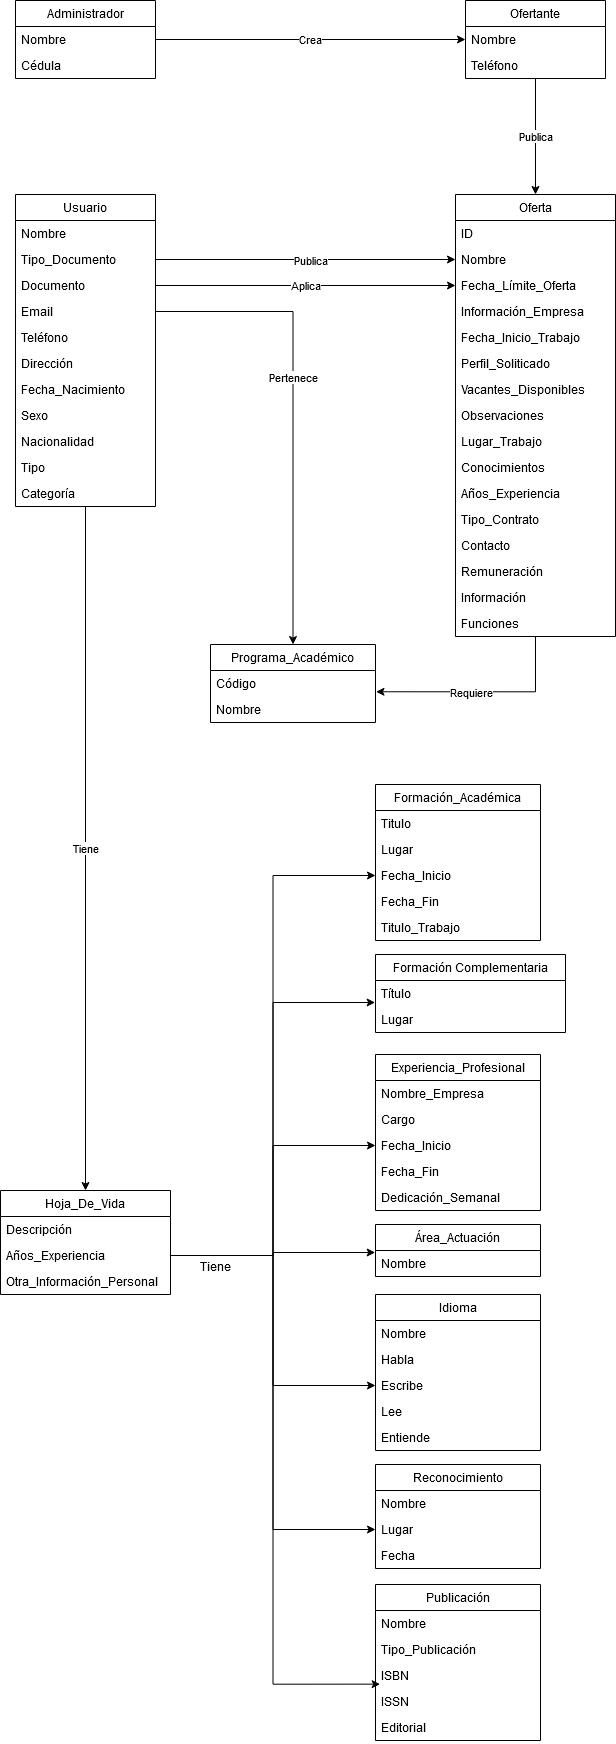 Administrador
Nombre
Cédula
Crea
Ofertante
Nombre
Teléfono
Publica
Usuario
Nombre
Tipo_Documento
Documento
Email
Teléfono
Dirección
Fecha_Nacimiento
Sexo
Nacionalidad
Tipo
Categoría
Publica
Aplica
Pertenece
Oferta
ID
Nombre
Fecha_Límite_Oferta
Información_Empresa
Fecha_Inicio_Trabajo
Perfil_Soliticado
Vacantes_Disponibles
Observaciones
Lugar_Trabajo
Conocimientos
Años_Experiencia
Tipo_Contrato
Contacto
Remuneración
Información
Funciones
Programa_Académico
Código
Nombre
Requiere
Tiene
Formación_Académica
Titulo
Lugar
Fecha_Inicio
Fecha_Fin
Titulo_Trabajo
Formación Complementaria
Título
Lugar
Experiencia_Profesional
Nombre_Empresa
Cargo
Fecha_Inicio
Fecha_Fin
Dedicación_Semanal
Hoja_De_Vida
Descripción
Años_Experiencia
Otra_Información_Personal
Tiene
Área_Actuación
Nombre
Idioma
Nombre
Habla
Escribe
Lee
Entiende
Reconocimiento
Nombre
Lugar
Fecha
Publicación
Nombre
Tipo_Publicación
ISBN
ISSN
Editorial